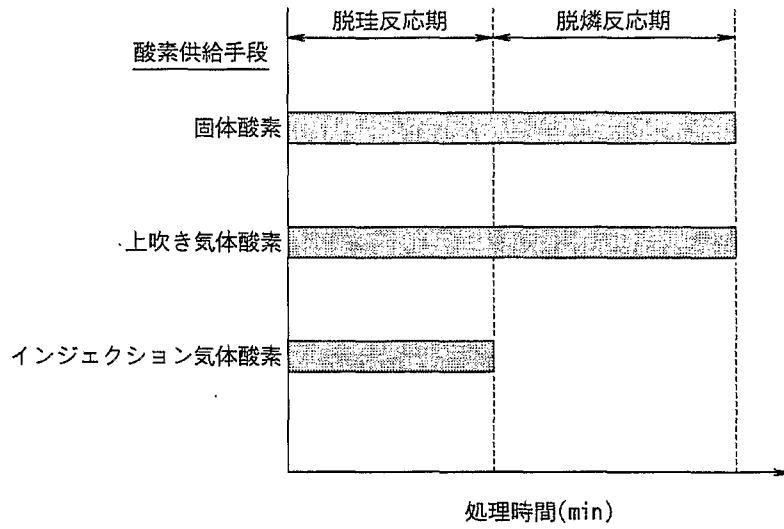 脱珪反応期 脱燐反応期
酸素供給手段
固体酸素
上吹き気体酸素
インジェクション気体酸素
処理時間(min)